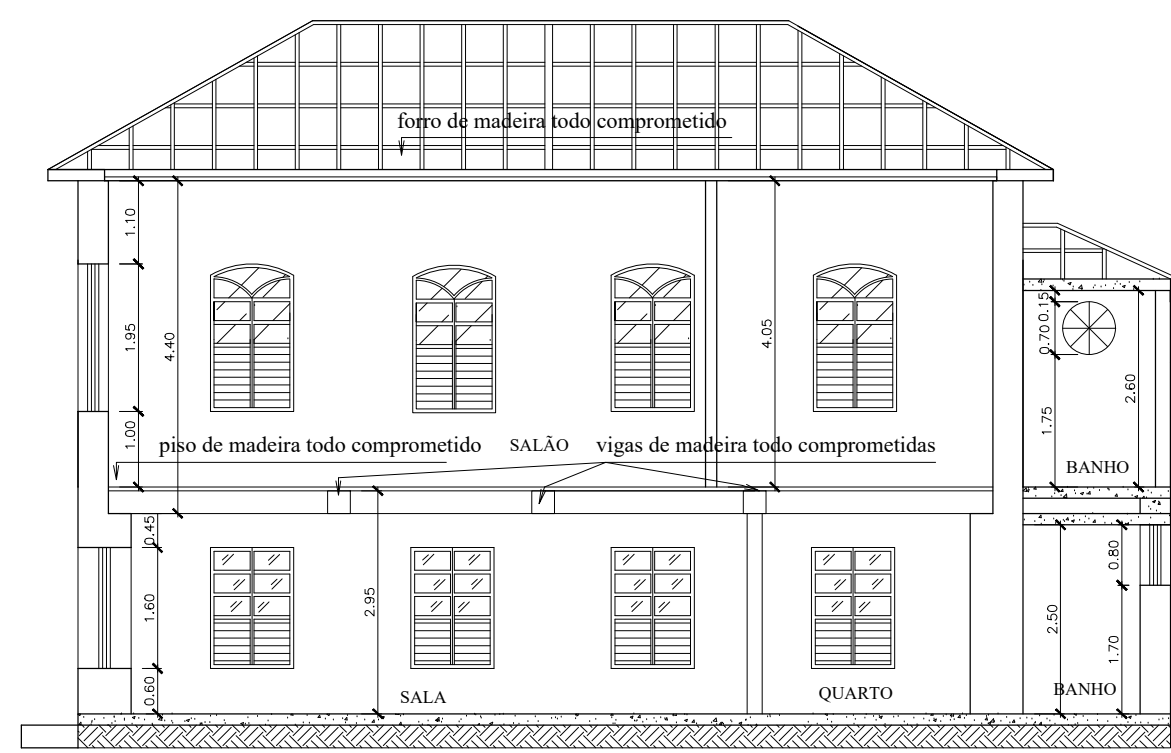 forro de madeira todo comprometido
1.10
1.95
1.00
4.40
4.05
0.15
0.70
1.75
2.60
piso de madeira todo comprometido
SALÃO
vigas de madeira todo comprometidas
BANHO
0.45
1.60
0.60
2.95
2.50
0.80
1.70
SALA
QUARTO
BANHO